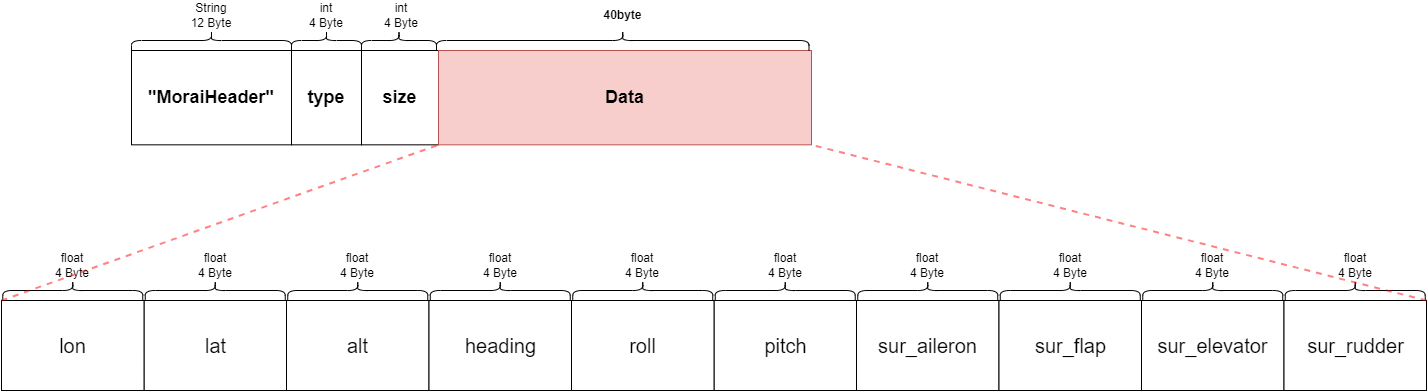 String
12 Byte
int
4 Byte
int
4 Byte
40byte
"MoraiHeader"
type
size
Data
float
4 Byte
float
4 Byte
float
4 Byte
float
4 Byte
float
4 Byte
float
4 Byte
float
4 Byte
float
4 Byte
float
4 Byte
float
4 Byte
lon
lat
alt
heading
roll
pitch
sur_aileron
sur_flap
sur_elevator
sur_rudder